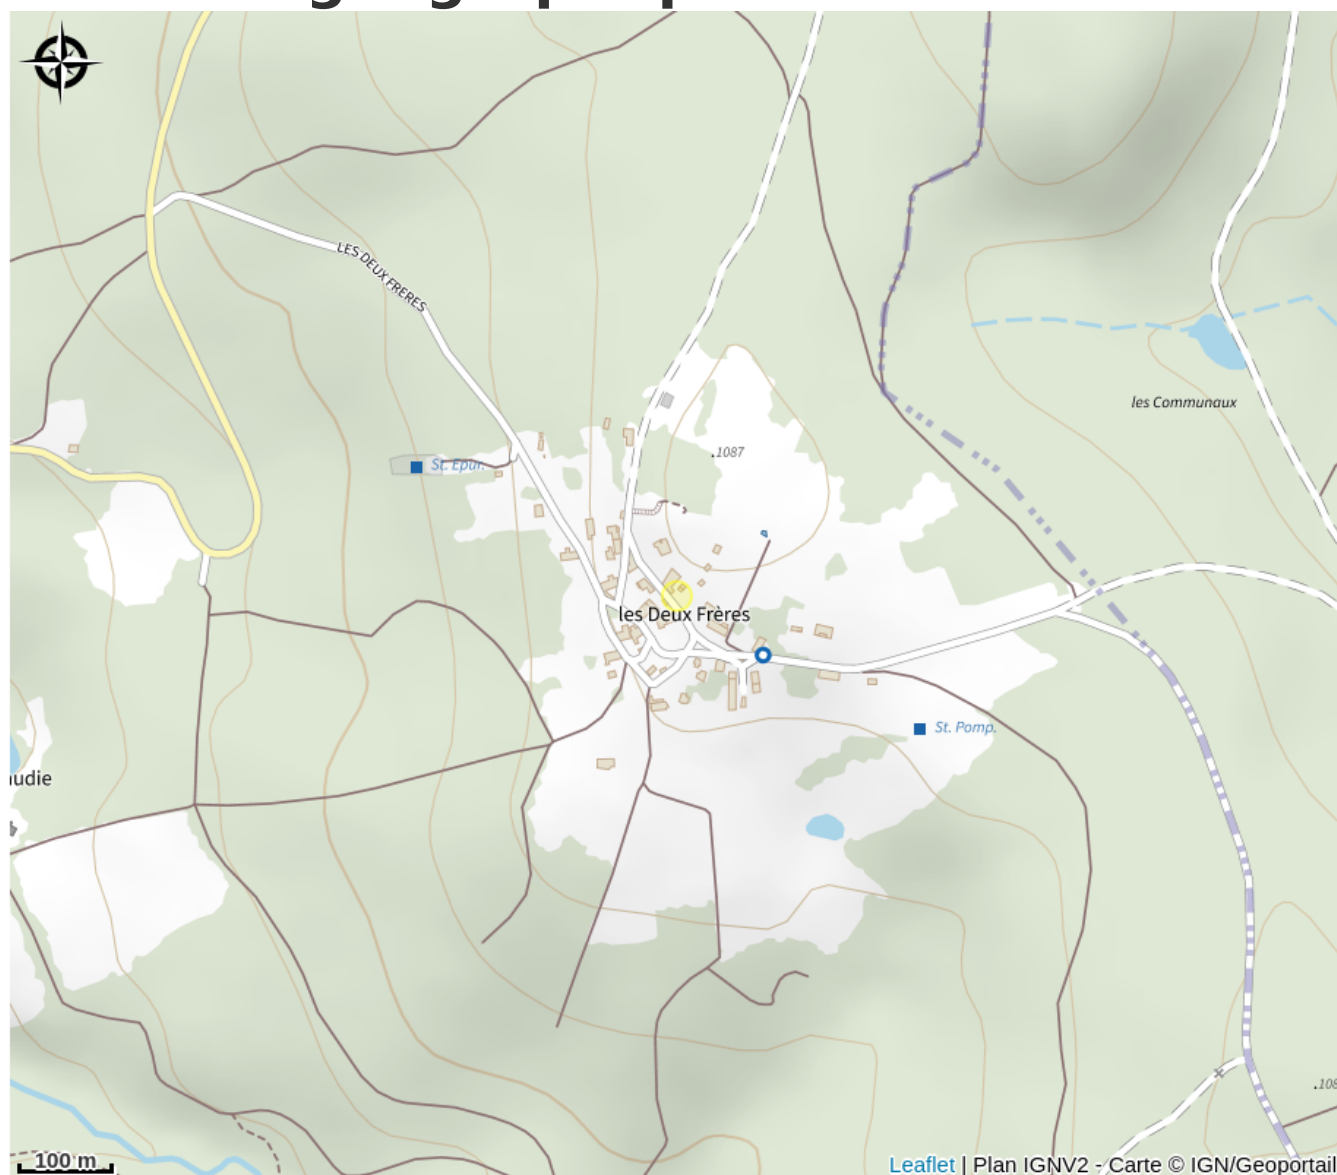 LES DEUX FRERES
les Communaux
.1087
St. Epur.
les Deux Frères
St. Pomp.
udie
.108
100 m
Leaflet | Plan IGNV2 - Carte © IGN/Geoportail